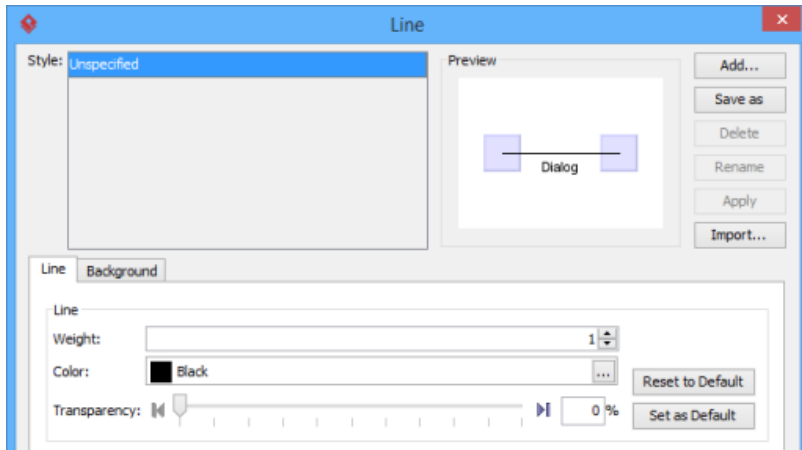 Line
Style: Unspecified
Preview
Dialog
Add...
Save as
Delete
Rename
Apply
Import...
Line Background
Line
Weight: 1
Color: Black ...
Reset to Default
Transparency: 0 %
Set as Default